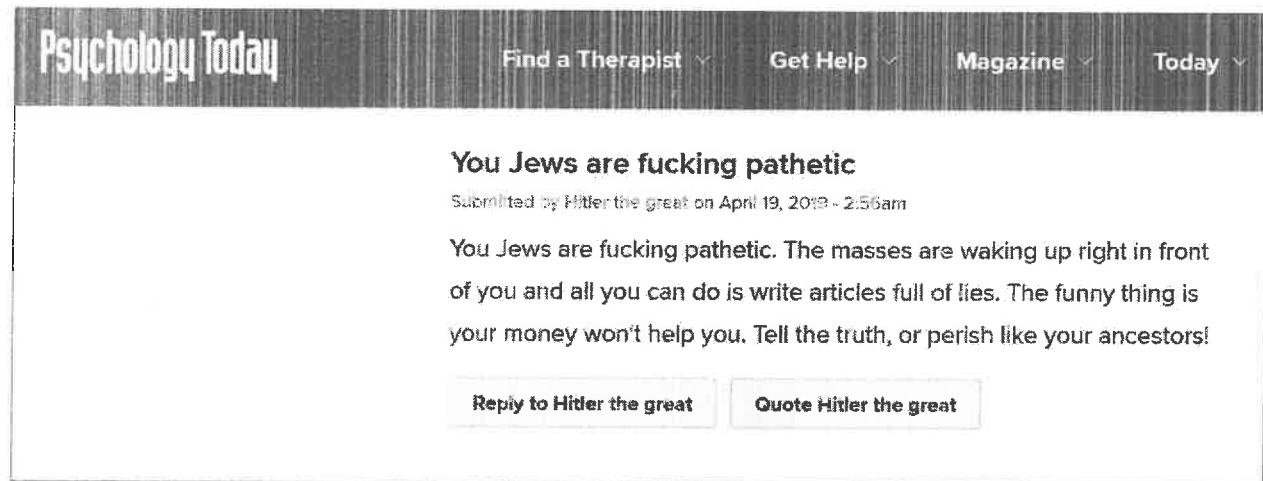 Psychology Today
Find a Therapist
Get Help
Magazine
Today
You Jews are fucking pathetic
Submitted by Hitler the great on April 19, 2019 - 2:56am
You Jews are fucking pathetic. The masses are waking up right in front
of you and all you can do is write articles full of lies. The funny thing is
your money won't help you. Tell the truth, or perish like your ancestors!
Reply to Hitler the great
Quote Hitler the great